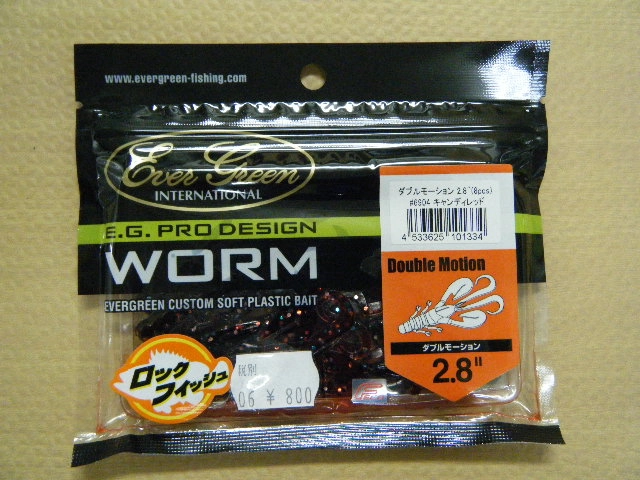 www.evergreen-fishing.com
Ever Green
INTERNATIONAL
E.G. PRO DESIGN
WORM
EVERGREEN CUSTOM SOFT PLASTIC BAIT
ダブルモーション 2.8"(8pcs)
#6904 キャンディレッド
4 533625 101334
Double Motion
ダブルモーション
2.8"
ロック
フィッシュ
税別
06 ¥ 800